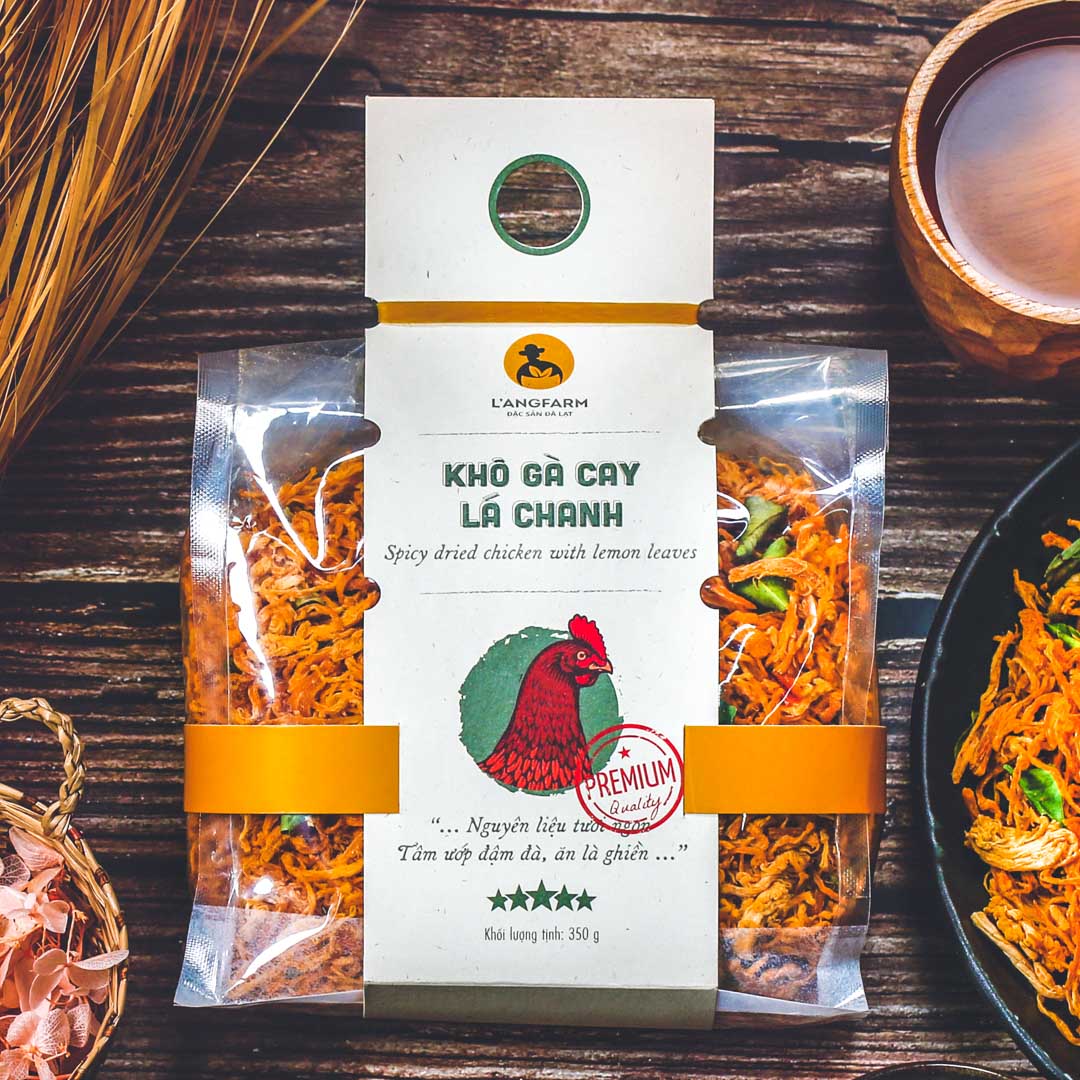 L'ANGFARM
ĐẶC SẢN ĐÀ LẠT
KHÔ GÀ CAY
LÁ CHANH
Spicy dried chicken with lemon leaves
PREMIUM
Quality
“... Nguyên liệu tươi ngon
Tẩm ướp đậm đà, ăn là ghiền ...”
Khối lượng tịnh: 350 g